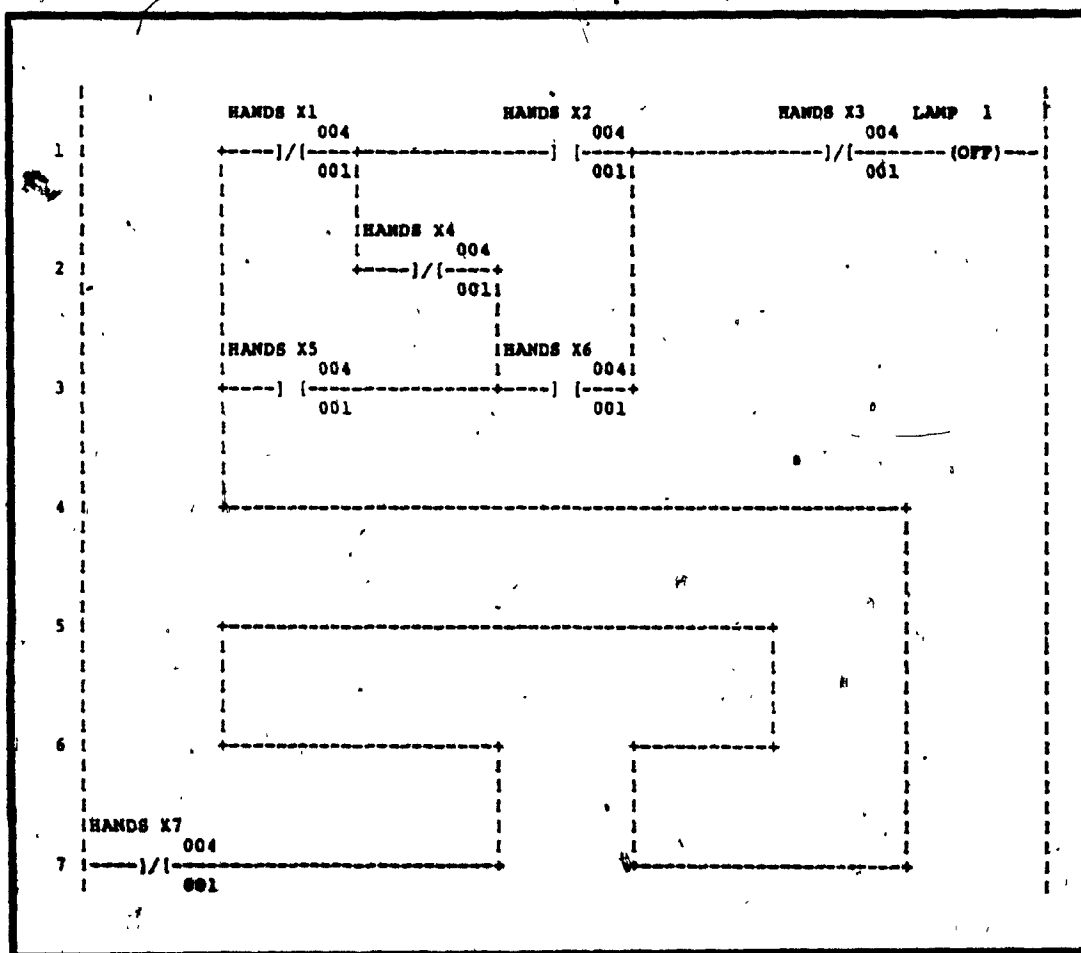 HANDS X1 HANDS X2 HANDS X3 LAMP 1
004 004 004
1 ]/[ ] [ ]/[ (OFF)
001 001 001
HANDS X4
004
2 ]/[
001
HANDS X5 HANDS X6
004 004
3 ] [ ] [
001 001
4
5
6
HANDS X7
004
7 ]/[
001